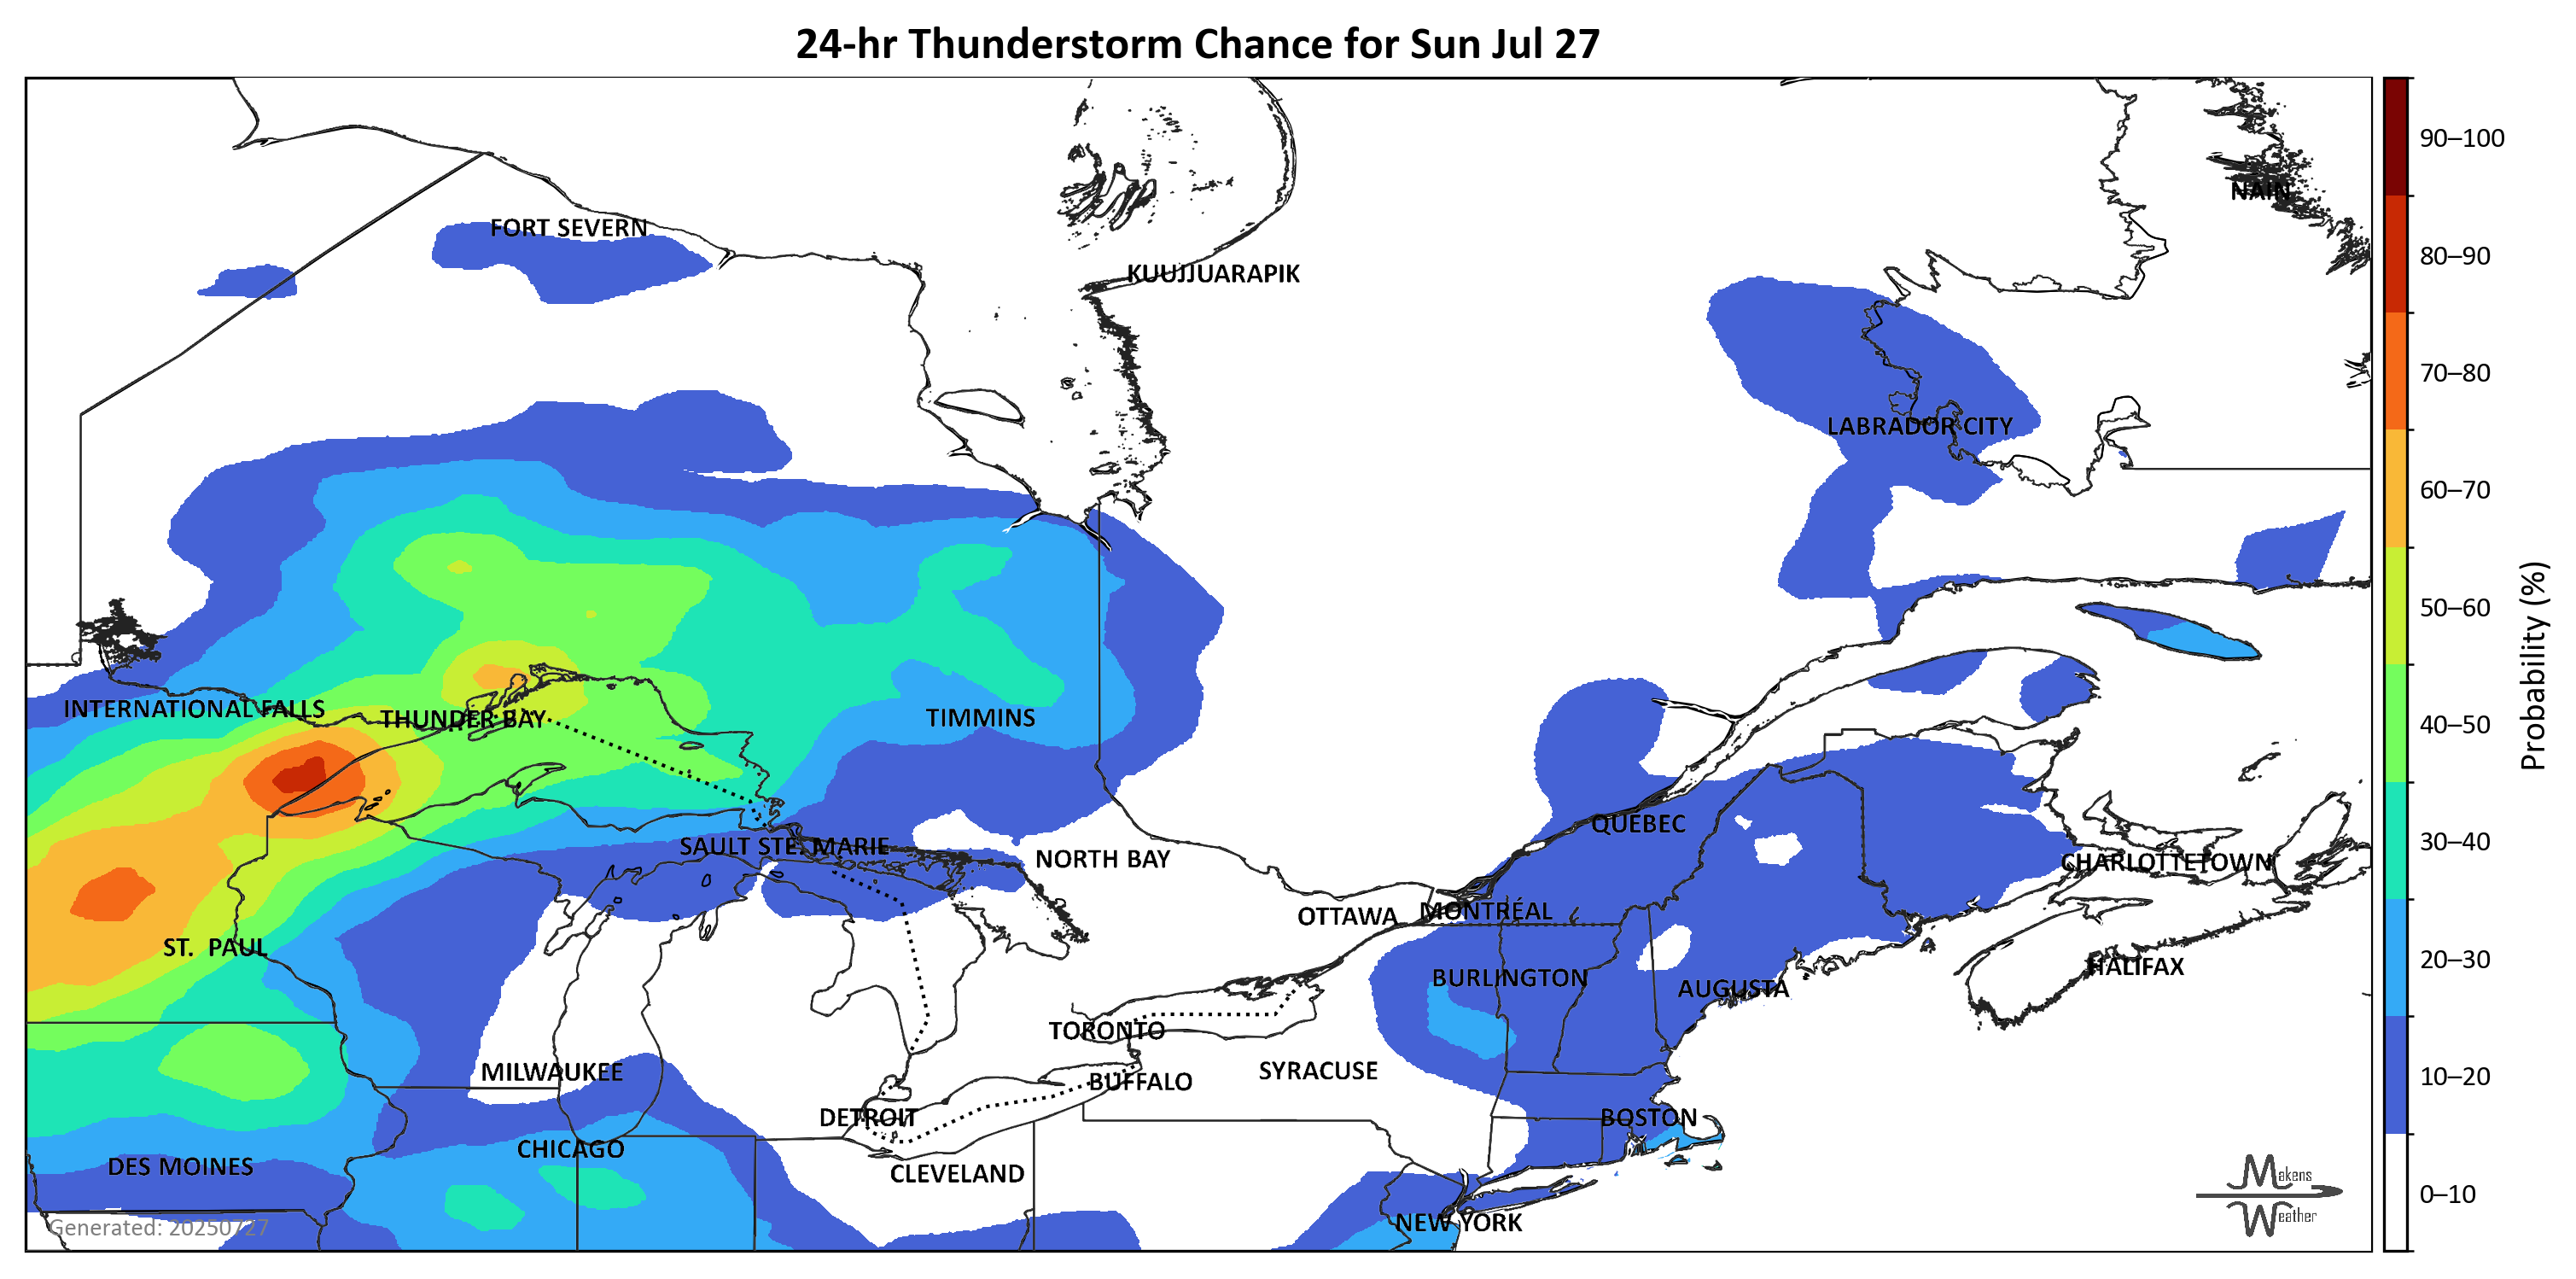 24-hr Thunderstorm Chance for Sun Jul 27
90–100
NAIN
FORT SEVERN
80–90
KUUJJUARAPIK
70–80
LABRADOR CITY
60–70
50–60
Probability (%)
INTERNATIONAL FALLS
THUNDER BAY
TIMMINS
40–50
QUEBEC
30–40
SAULT STE. MARIE
NORTH BAY
CHARLOTTETOWN
OTTAWA
MONTRÉAL
ST. PAUL
20–30
HALIFAX
BURLINGTON
AUGUSTA
TORONTO
MILWAUKEE
SYRACUSE
BUFFALO
10–20
DETROIT
BOSTON
CHICAGO
DES MOINES
CLEVELAND
Makens
Weather
0–10
NEW YORK
Generated: 20250727